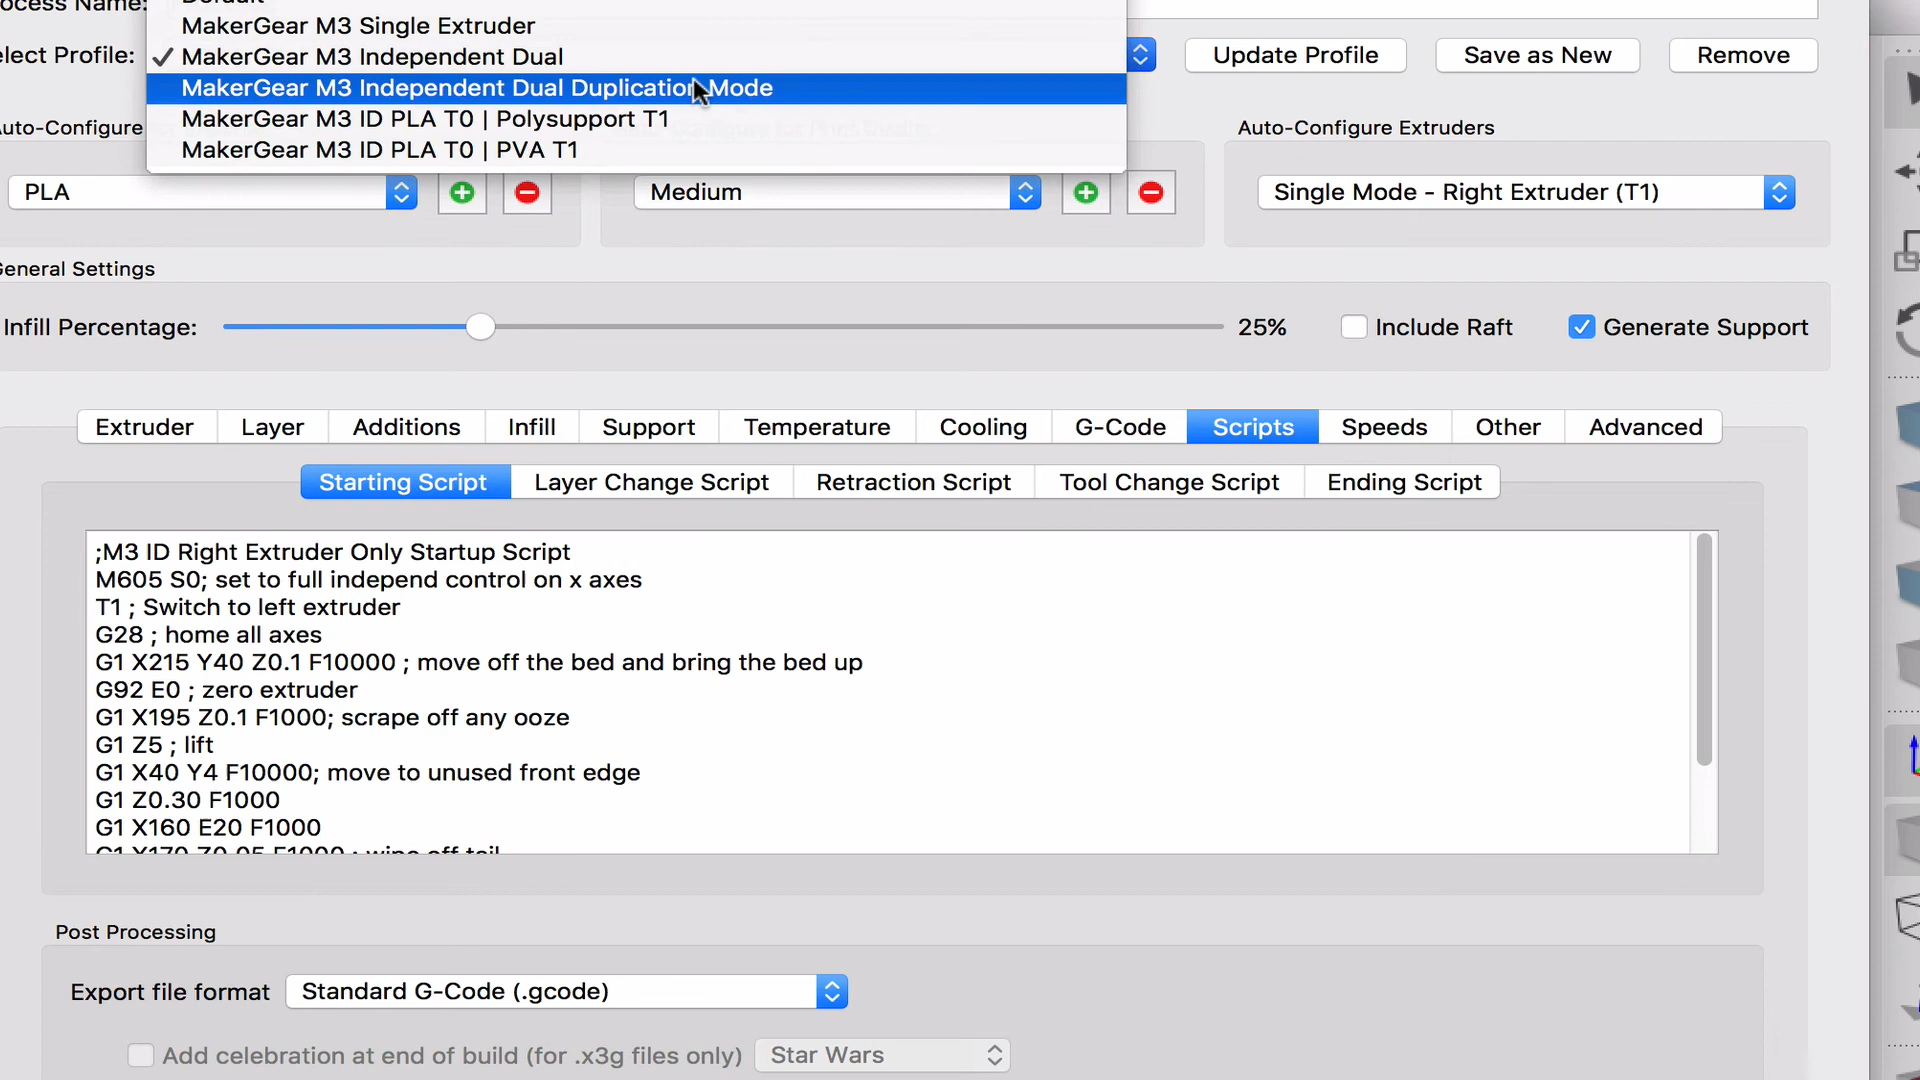 MakerGear M3 Single Extruder
✓ MakerGear M3 Independent Dual
Update Profile
Save as New
Remove
MakerGear M3 Independent Dual Duplication Mode
MakerGear M3 ID PLA T0 | Polysupport T1
Auto-Configure Extruders
MakerGear M3 ID PLA T0 | PVA T1
PLA
Medium
Single Mode - Right Extruder (T1)
General Settings
Infill Percentage:
25%
Include Raft
Generate Support
Extruder
Layer
Additions
Infill
Support
Temperature
Cooling
G-Code
Scripts
Speeds
Other
Advanced
Starting Script
Layer Change Script
Retraction Script
Tool Change Script
Ending Script
;M3 ID Right Extruder Only Startup Script
M605 S0; set to full independ control on x axes
T1 ; Switch to left extruder
G28 ; home all axes
G1 X215 Y40 Z0.1 F10000 ; move off the bed and bring the bed up
G92 E0 ; zero extruder
G1 X195 Z0.1 F1000; scrape off any ooze
G1 Z5 ; lift
G1 X40 Y4 F10000; move to unused front edge
G1 Z0.30 F1000
G1 X160 E20 F1000
G1 X170 Z0.05 F1000 ; wipe off tail
Post Processing
Export file format
Standard G-Code (.gcode)
Add celebration at end of build (for .x3g files only)
Star Wars